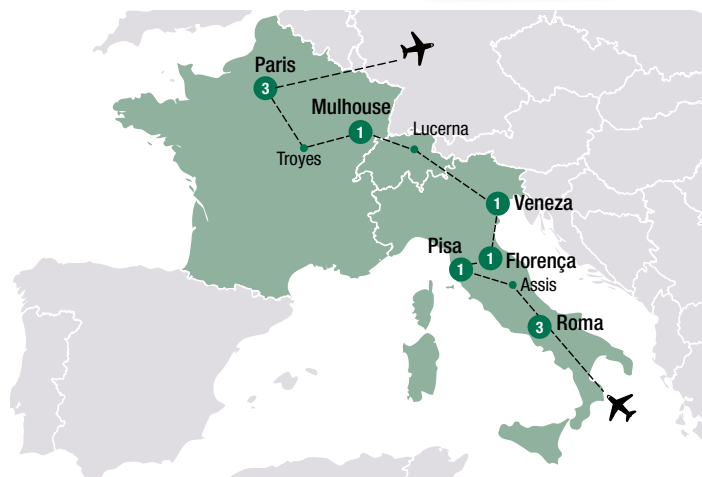 Paris
3
Mulhouse
1
Lucerna
Troyes
1
Veneza
Pisa
1
1
Florença
Assis
3
Roma